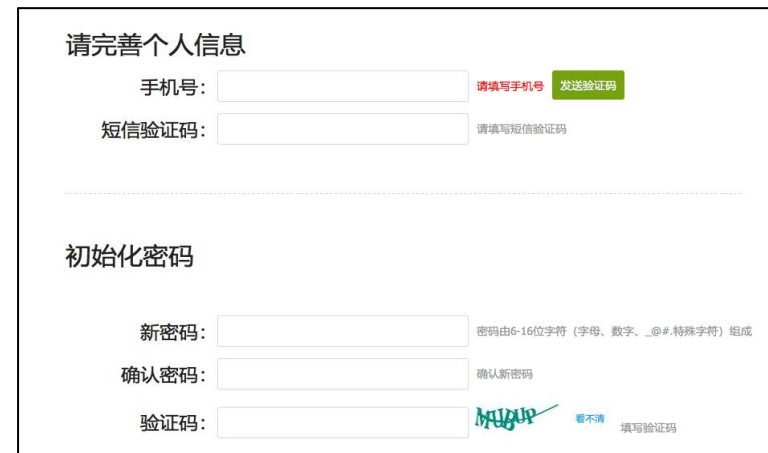 请完善个人信息
手机号： 请填写手机号 发送验证码
短信验证码： 请填写短信验证码
初始化密码
新密码： 密码由6-16位字符（字母、数字、_@#.特殊字符）组成
确认密码： 确认新密码
验证码： MUBUP 看不清 填写验证码